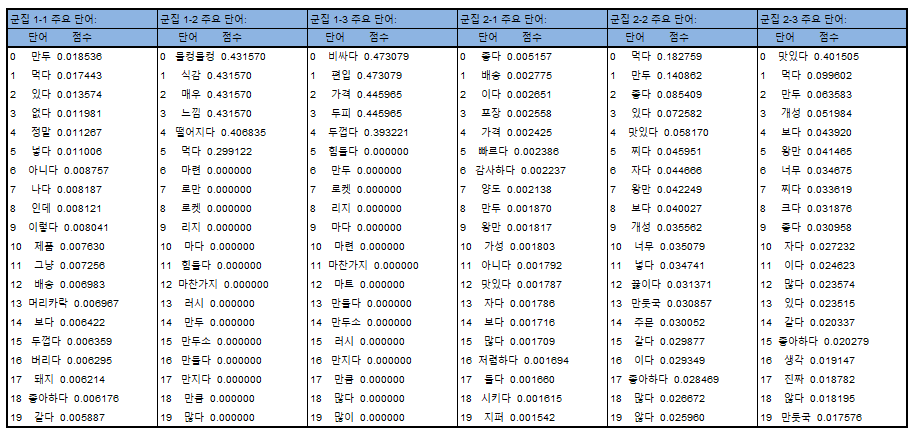 군집 1-1 주요 단어: 군집 1-2 주요 단어: 군집 1-3 주요 단어: 군집 2-1 주요 단어: 군집 2-2 주요 단어: 군집 2-3 주요 단어:
단어 점수 단어 점수 단어 점수 단어 점수 단어 점수 단어 점수
0 만두 0.018536 0 물컹물컹 0.431570 0 비싸다 0.473079 0 좋다 0.005157 0 먹다 0.182759 0 맛있다 0.401505
1 먹다 0.017443 1 식감 0.431570 1 편입 0.473079 1 배송 0.002775 1 만두 0.140862 1 먹다 0.099602
2 있다 0.013574 2 매우 0.431570 2 가격 0.445965 2 이다 0.002651 2 좋다 0.085409 2 만두 0.063583
3 없다 0.011981 3 느낌 0.431570 3 두피 0.445965 3 포장 0.002558 3 있다 0.072582 3 개성 0.051984
4 정말 0.011267 4 떨어지다 0.406835 4 두껍다 0.393221 4 가격 0.002425 4 맛있다 0.058170 4 보다 0.043920
5 넣다 0.011006 5 먹다 0.299122 5 힘들다 0.000000 5 빠르다 0.002386 5 찌다 0.045951 5 왕만 0.041465
6 아니다 0.008757 6 마련 0.000000 6 만두 0.000000 6 감사하다 0.002237 6 자다 0.044666 6 너무 0.034675
7 나다 0.008187 7 로만 0.000000 7 로켓 0.000000 7 양도 0.002138 7 왕만 0.042249 7 찌다 0.033619
8 인데 0.008121 8 로켓 0.000000 8 리지 0.000000 8 만두 0.001870 8 보다 0.040027 8 크다 0.031876
9 이렇다 0.008041 9 리지 0.000000 9 마다 0.000000 9 왕만 0.001817 9 개성 0.035562 9 좋다 0.030958
10 제품 0.007630 10 마다 0.000000 10 마련 0.000000 10 가성 0.001803 10 너무 0.035079 10 자다 0.027232
11 그냥 0.007256 11 힘들다 0.000000 11 마찬가지 0.000000 11 아니다 0.001792 11 넣다 0.034741 11 이다 0.024623
12 배송 0.006983 12 마찬가지 0.000000 12 마트 0.000000 12 맛있다 0.001787 12 끓이다 0.031371 12 많다 0.023574
13 머리카락 0.006967 13 러시 0.000000 13 만들다 0.000000 13 자다 0.001786 13 만둣국 0.030857 13 있다 0.023515
14 보다 0.006422 14 만두 0.000000 14 만두소 0.000000 14 보다 0.001716 14 주문 0.030052 14 같다 0.020337
15 두껍다 0.006359 15 만두소 0.000000 15 러시 0.000000 15 많다 0.001709 15 같다 0.029877 15 좋아하다 0.020279
16 버리다 0.006295 16 만들다 0.000000 16 만지다 0.000000 16 저렴하다 0.001694 16 이다 0.029349 16 생각 0.019147
17 돼지 0.006214 17 만지다 0.000000 17 만큼 0.000000 17 들다 0.001660 17 좋아하다 0.028469 17 진짜 0.018782
18 좋아하다 0.006176 18 만큼 0.000000 18 많다 0.000000 18 시키다 0.001615 18 많다 0.026672 18 않다 0.018195
19 같다 0.005887 19 많다 0.000000 19 많이 0.000000 19 지퍼 0.001542 19 않다 0.025960 19 만둣국 0.017576